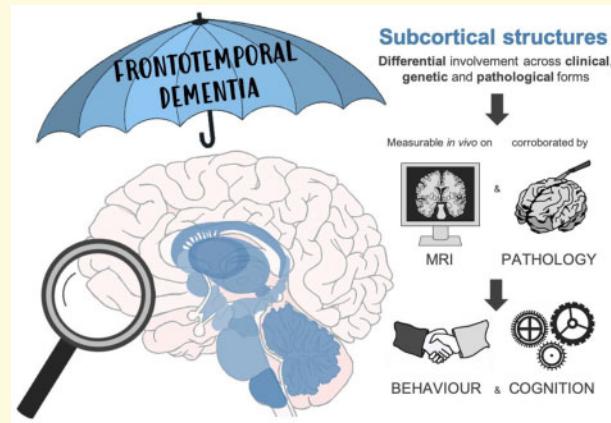 FRONTOTEMPORAL
DEMENTIA
Subcortical structures
Differential involvement across clinical,
genetic and pathological forms
Measurable in vivo on
corroborated by
&
MRI
PATHOLOGY
BEHAVIOUR & COGNITION